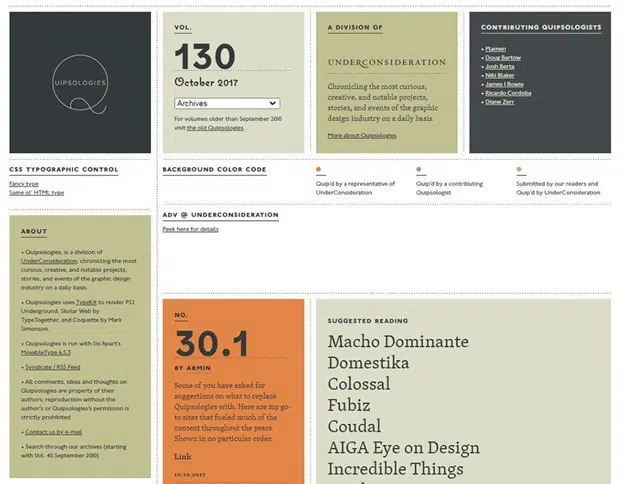 QUIPSOLOGIES
VOL.
130
October 2017
Archives
For volumes older than September 2010
visit the old Quipsologies.
A DIVISION OF
UNDERCONSIDERATION
Chronicling the most curious,
creative, and notable projects,
stories, and events of the graphic
design industry on a daily basis.
More about Quipsologies
CONTRIBUTING QUIPSOLOGISTS
• Plamen
• Doug Bartow
• Josh Berta
• Niki Blaker
• James I Bowie
• Ricardo Cordoba
• Diane Zerr
CSS TYPOGRAPHIC CONTROL
Fancy type
Same ol' HTML type
BACKGROUND COLOR CODE
Quip'd by a representative of
UnderConsideration
Quip'd by a contributing
Quipsologist
Submitted by our readers and
Quip'd by UnderConsideration
ADV @ UNDERCONSIDERATION
Peek here for details
ABOUT
• Quipsologies, is a division of
UnderConsideration, chronicling the most
curious, creative, and notable projects,
stories, and events of the graphic design
industry on a daily basis.
• Quipsologies uses TypeKit to render P22
Underground, Skolar Web by
TypeTogether, and Coquette by Mark
Simonson.
• Quipsologies is run with Six Apart's
MovableType 6.5.3
• Syndicate / RSS Feed
• All comments, ideas and thoughts on
Quipsologies are property of their
authors; reproduction without the
author's or Quipsologies's permission is
strictly prohibited
• Contact us by e-mail
• Search through our archives (starting
with Vol. 45 September 2010)
NO.
30.1
BY ARMIN
Some of you have asked for
suggestions on what to replace
Quipsologies with. Here are my go-
to sites that fueled much of the
content throughout the years.
Shown in no particular order.
Link
10.19.2017
SUGGESTED READING
Macho Dominante
Domestika
Colossal
Fubiz
Coudal
AIGA Eye on Design
Incredible Things